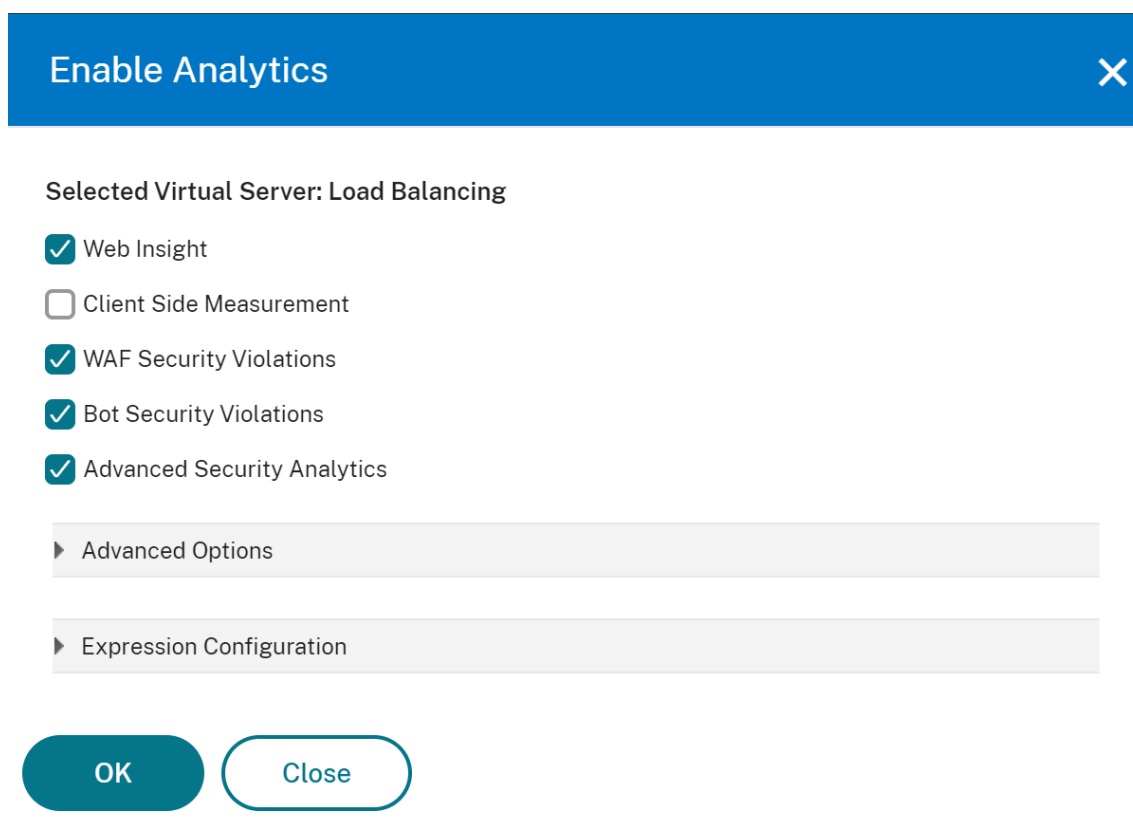 Enable Analytics
Selected Virtual Server: Load Balancing
Web Insight
Client Side Measurement
WAF Security Violations
Bot Security Violations
Advanced Security Analytics
Advanced Options
Expression Configuration
OK Close